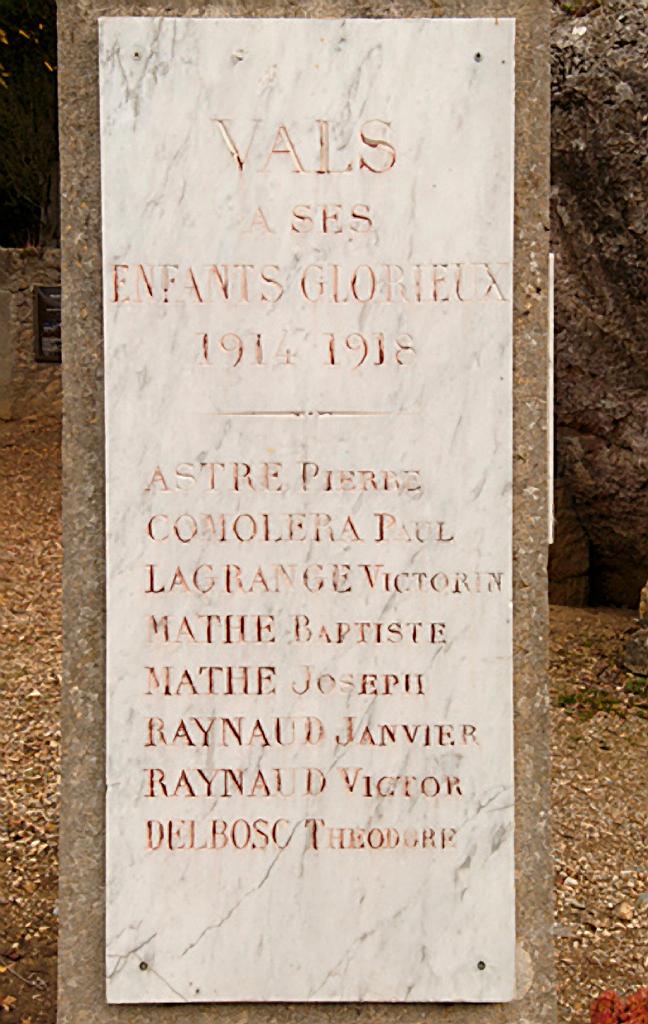 VALS
A SES
ENFANTS GLORIEUX
1914 1918
ASTRE PIERRE
COMOLERA PAUL
LAGRANGE VICTORIN
MATHE BAPTISTE
MATHE JOSEPH
RAYNAUD JANVIER
RAYNAUD VICTOR
DELBOSC THEODORE